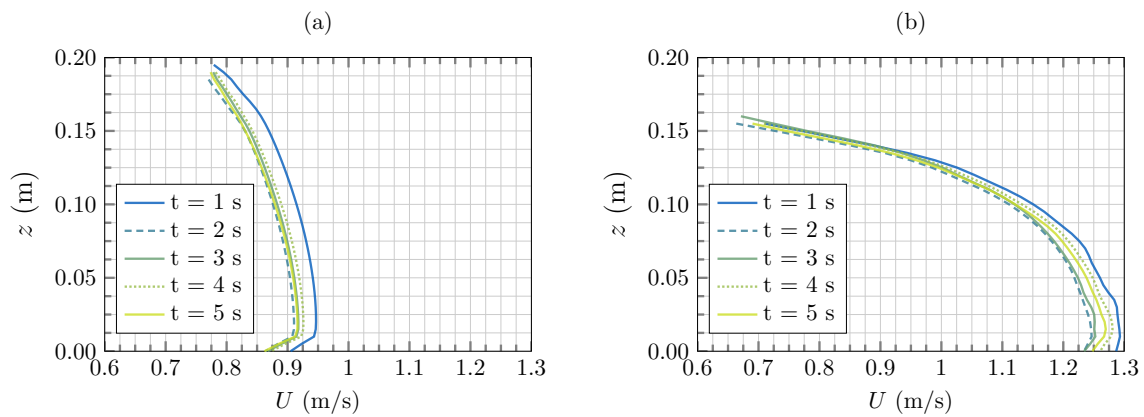 (a)
0.20
0.15
0.10
0.05
0.00
z (m)
t = 1 s
t = 2 s
t = 3 s
t = 4 s
t = 5 s
0.6 0.7 0.8 0.9 1 1.1 1.2 1.3
U (m/s)
(b)
0.20
0.15
0.10
0.05
0.00
z (m)
t = 1 s
t = 2 s
t = 3 s
t = 4 s
t = 5 s
0.6 0.7 0.8 0.9 1 1.1 1.2 1.3
U (m/s)